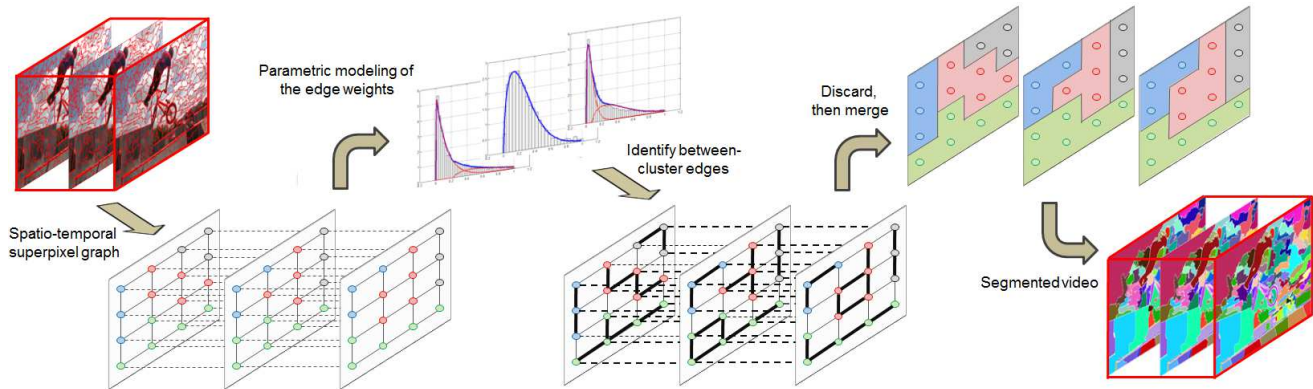 Parametric modeling of
the edge weights
Discard,
then merge
Identify between-
cluster edges
Spatio-temporal
superpixel graph
Segmented video